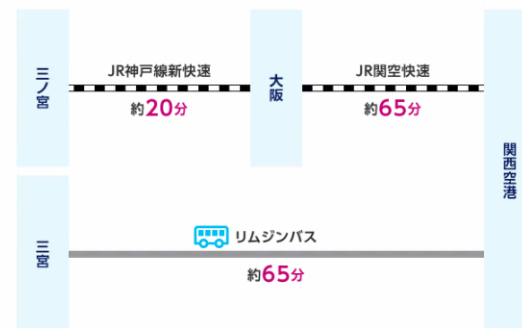 三ノ宮
JR神戸線新快速
約20分
大阪
JR関空快速
約65分
関西空港
三宮
リムジンバス
約65分